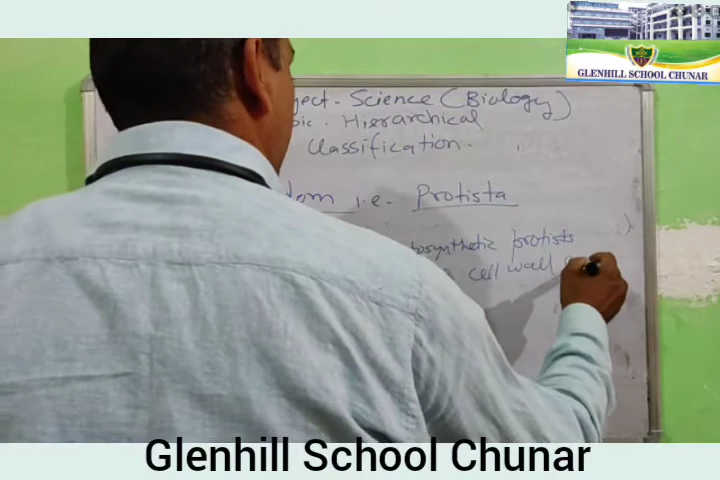 GLENHILL SCHOOL CHUNAR
ject - Science (Biology)
pic . Hierarchical
Classification.
dom i.e. Protista
tosynthetic protists
cell wall
Glenhill School Chunar